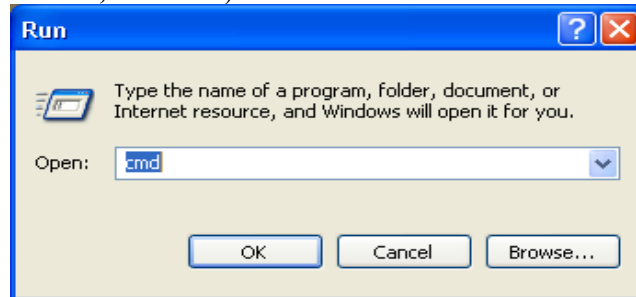 Run
Type the name of a program, folder, document, or
Internet resource, and Windows will open it for you.
Open: cmd
OK Cancel Browse...